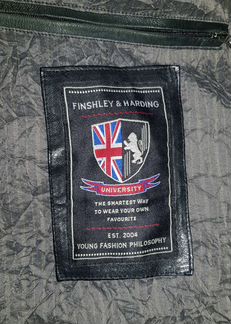 FINSHLEY & HARDING
UNIVERSITY
THE SMARTEST WAY
TO WEAR YOUR OWN
FAVOURITE
EST. 2004
YOUNG FASHION PHILOSOPHY